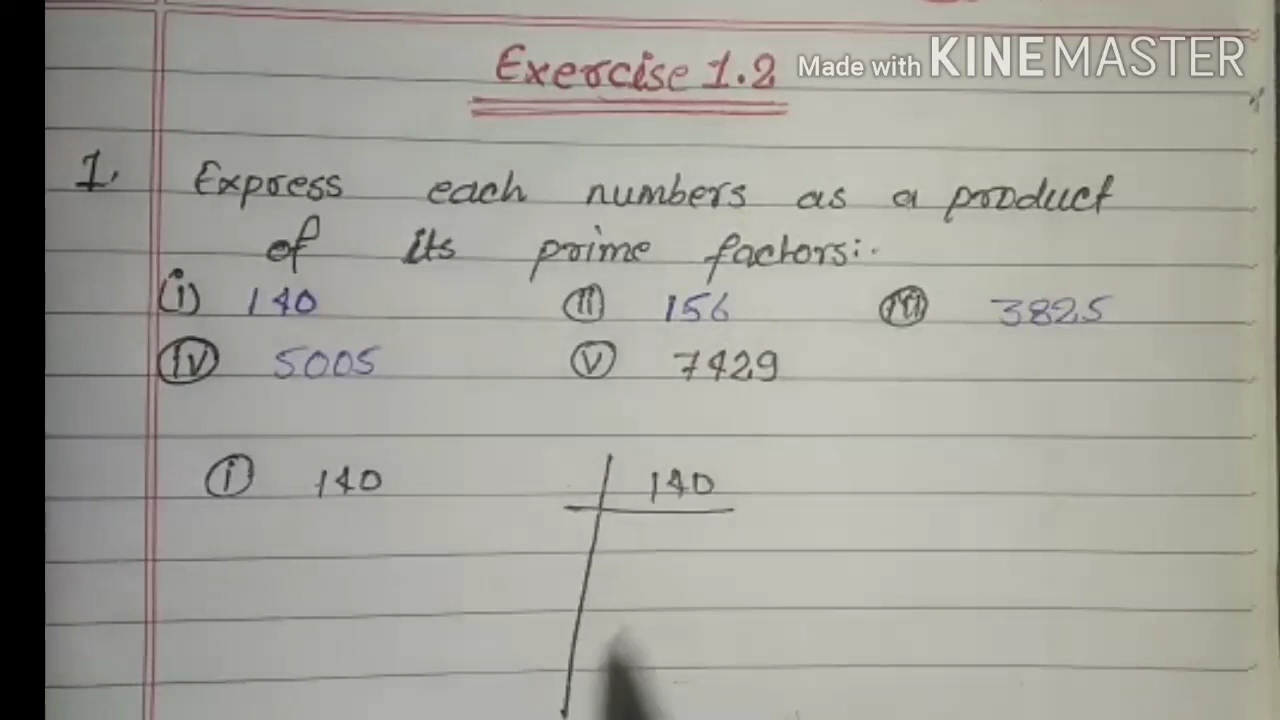 Exercise 1.2 Made with KINEMASTER
1. Express each numbers as a product
of its prime factors:-
(i) 140 (ii) 156 (iii) 3825
(iv) 5005 (v) 7429
(i) 140 140